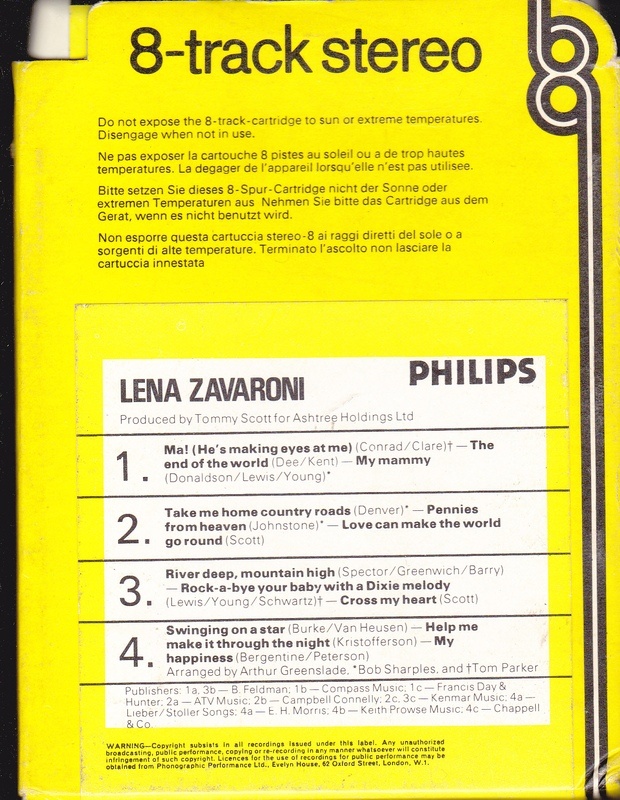 8-track stereo
Do not expose the 8-track-cartridge to sun or extreme temperatures.
Disengage when not in use.
Ne pas exposer la cartouche 8 pistes au soleil ou a de trop hautes
temperatures. La degager de l'appareil lorsqu'elle n'est pas utilisee.
Bitte setzen Sie dieses 8-Spur-Cartridge nicht der Sonne oder
extremen Temperaturen aus Nehmen Sie bitte das Cartridge aus dem
Gerat, wenn es nicht benutzt wird.
Non esporre questa cartuccia stereo-8 ai raggi diretti del sole o a
sorgenti di alte temperature. Terminato l'ascolto non lasciare la
cartuccia innestata
PHILIPS
LENA ZAVARONI
Produced by Tommy Scott for Ashtree Holdings Ltd
1. Ma! (He's making eyes at me) (Conrad/Clare)† — The
end of the world (Dee/Kent) — My mammy
(Donaldson/Lewis/Young)*
2. Take me home country roads (Denver)* — Pennies
from heaven (Johnstone)* — Love can make the world
go round (Scott)
3. River deep, mountain high (Spector/Greenwich/Barry)
— Rock-a-bye your baby with a Dixie melody
(Lewis/Young/Schwartz)† — Cross my heart (Scott)
4. Swinging on a star (Burke/Van Heusen) — Help me
make it through the night (Kristofferson) — My
happiness (Bergentine/Peterson)
Arranged by Arthur Greenslade, *Bob Sharples, and †Tom Parker
Publishers: 1a, 3b — B. Feldman; 1b — Compass Music; 1c — Francis Day &
Hunter; 2a — ATV Music; 2b — Campbell Connelly; 2c, 3c — Kenmar Music; 4a —
Lieber/Stoller Songs; 4a — E. H. Morris; 4b — Keith Prowse Music; 4c — Chappell
& Co.
WARNING—Copyright subsists in all recordings issued under this label. Any unauthorized
broadcasting, public performance, copying or re-recording in any manner whatsoever will constitute
infringement of such copyright. Licences for the use of recordings for public performance may be
obtained from Phonographic Performance Ltd., Evelyn House, 62 Oxford Street, London, W.1.